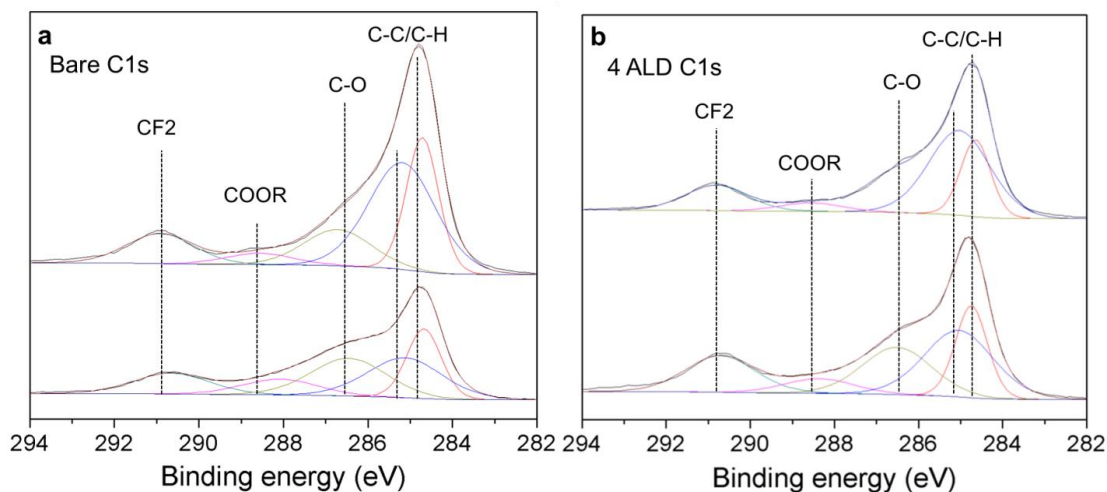 a
Bare C1s
C-C/C-H
C-O
CF2
COOR
294 292 290 288 286 284 282
Binding energy (eV)
b
4 ALD C1s
C-C/C-H
C-O
CF2
COOR
294 292 290 288 286 284 282
Binding energy (eV)